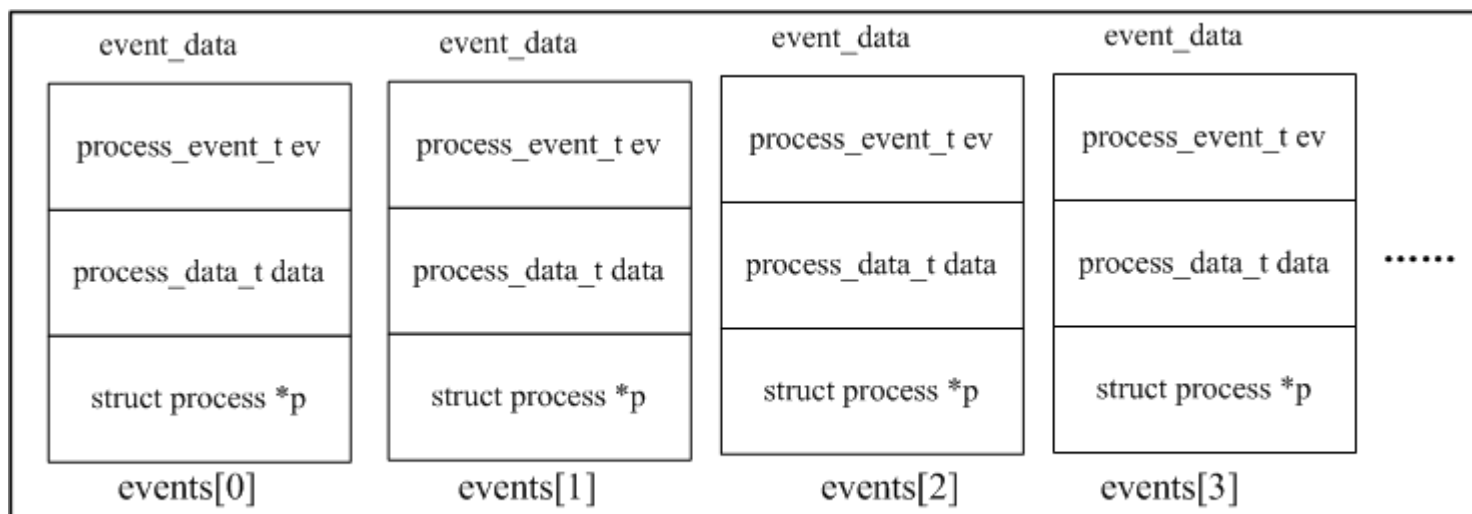 event_data event_data event_data event_data
process_event_t ev process_event_t ev process_event_t ev process_event_t ev
process_data_t data process_data_t data process_data_t data process_data_t data
......
struct process *p struct process *p struct process *p struct process *p
events[0] events[1] events[2] events[3]